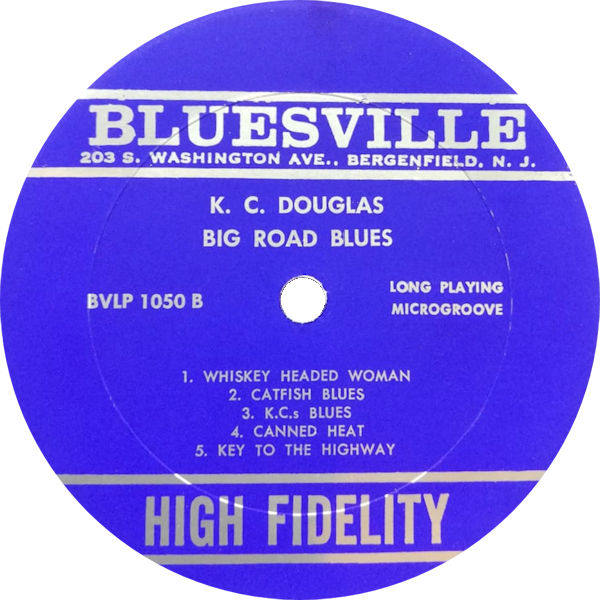 BLUESVILLE
203 S. WASHINGTON AVE., BERGENFIELD, N. J.
K. C. DOUGLAS
BIG ROAD BLUES
BVLP 1050 B
LONG PLAYING
MICROGROOVE
1. WHISKEY HEADED WOMAN
2. CATFISH BLUES
3. K.C.s BLUES
4. CANNED HEAT
5. KEY TO THE HIGHWAY
HIGH FIDELITY